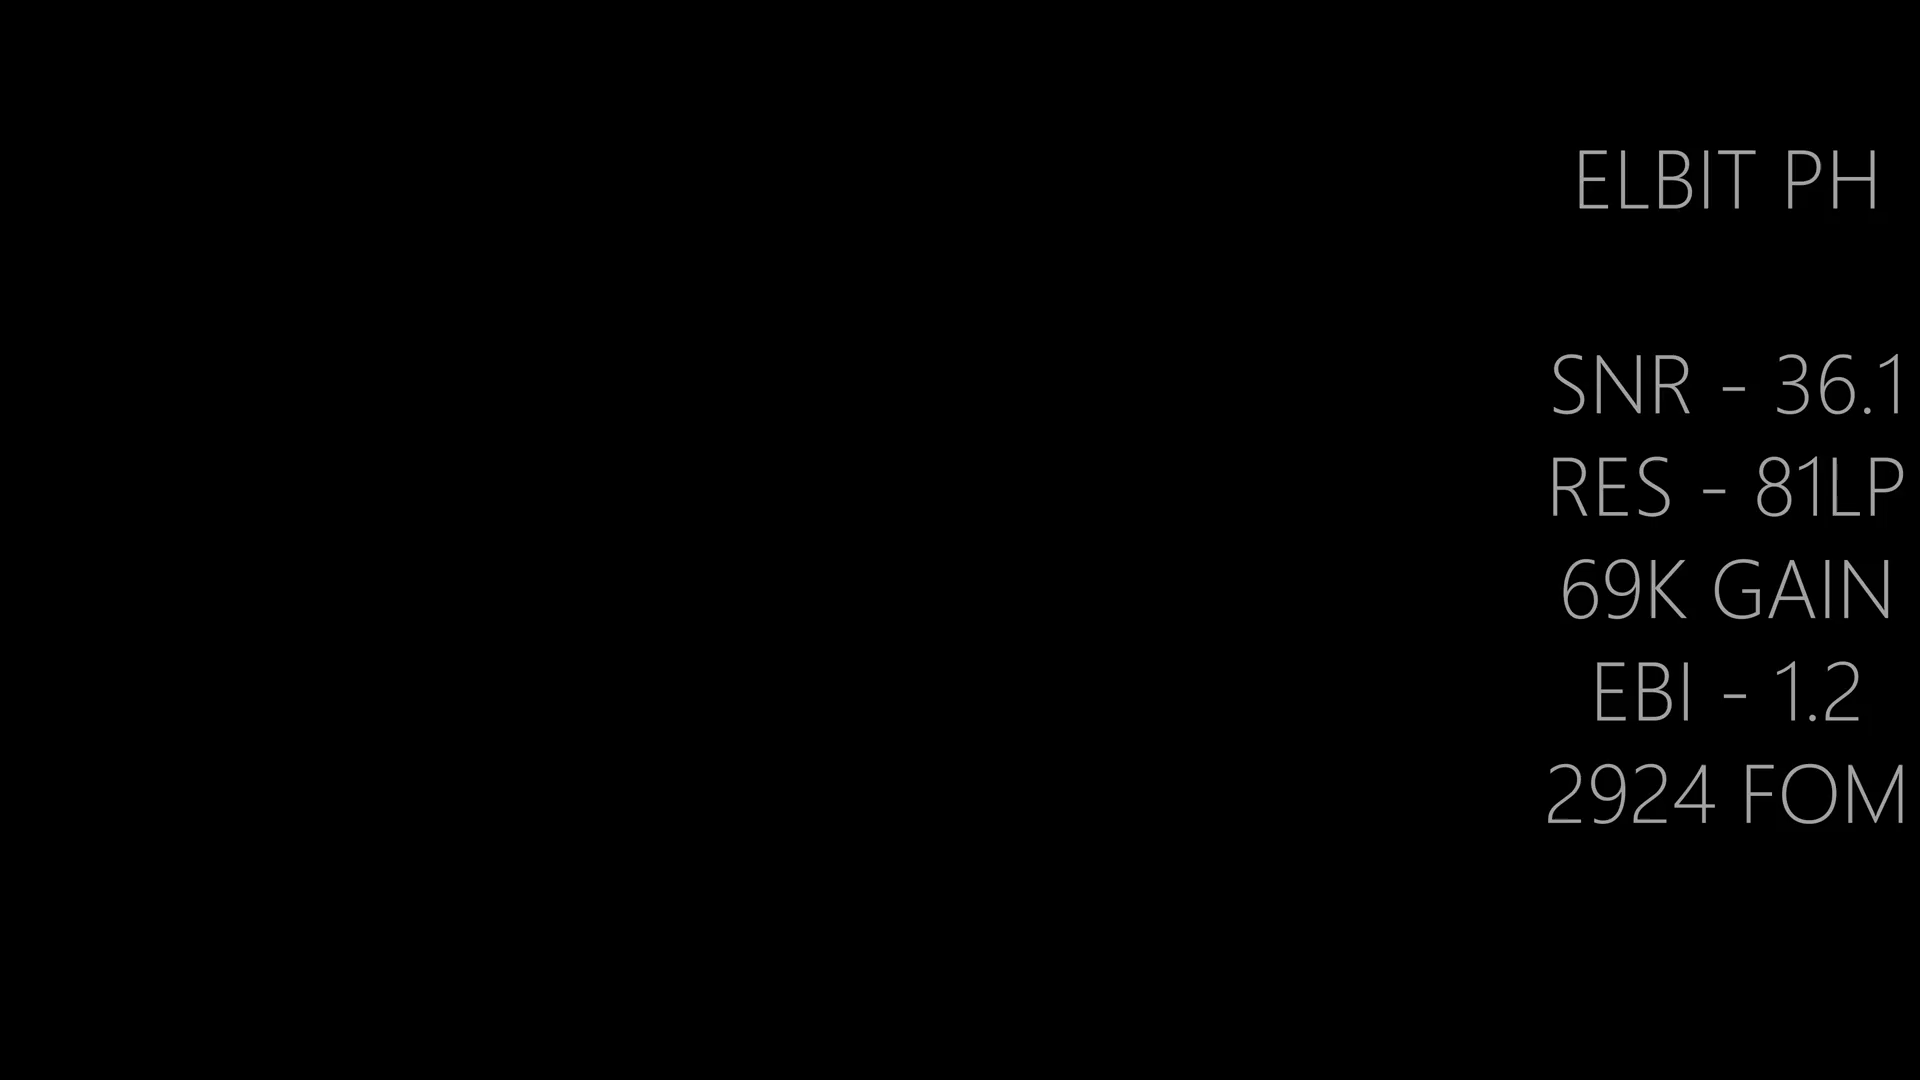 ELBIT PH
SNR - 36.1
RES - 81LP
69K GAIN
EBI - 1.2
2924 FOM